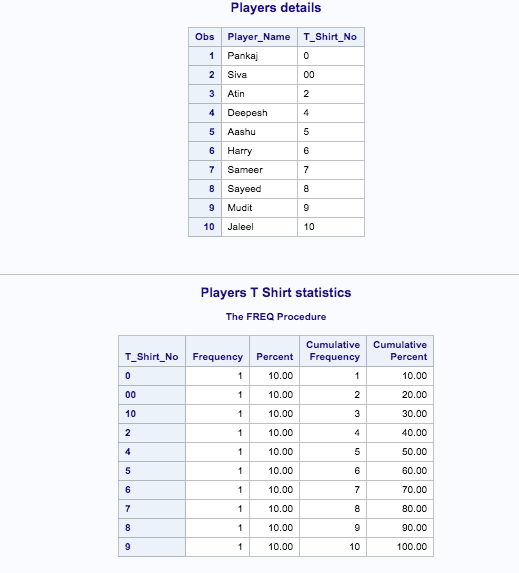 Players details
Obs Player_Name T_Shirt_No
1 Pankaj 0
2 Siva 00
3 Atin 2
4 Deepesh 4
5 Aashu 5
6 Harry 6
7 Sameer 7
8 Sayeed 8
9 Mudit 9
10 Jaleel 10
Players T Shirt statistics
The FREQ Procedure
T_Shirt_No Frequency Percent Cumulative Frequency Cumulative Percent
0 1 10.00 1 10.00
00 1 10.00 2 20.00
10 1 10.00 3 30.00
2 1 10.00 4 40.00
4 1 10.00 5 50.00
5 1 10.00 6 60.00
6 1 10.00 7 70.00
7 1 10.00 8 80.00
8 1 10.00 9 90.00
9 1 10.00 10 100.00